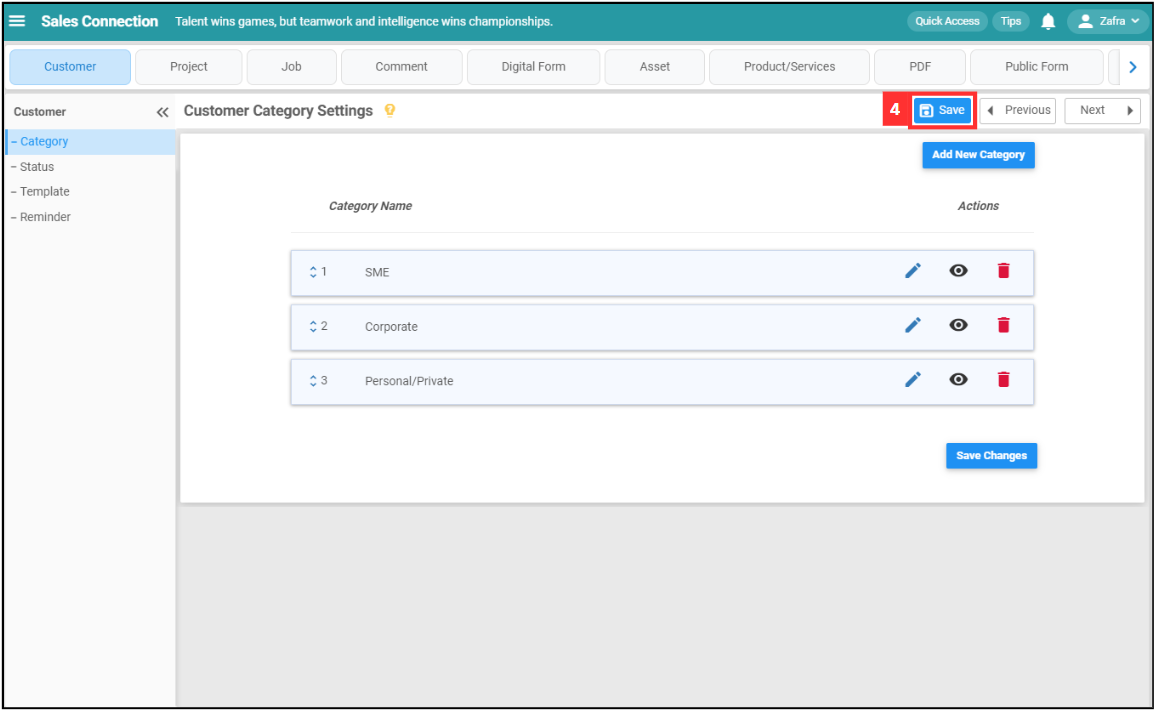 Sales Connection Talent wins games, but teamwork and intelligence wins championships. Quick Access Tips Zafra
Customer Project Job Comment Digital Form Asset Product/Services PDF Public Form
Customer Customer Category Settings 4 Save Previous Next
– Category
– Status
– Template
– Reminder
Add New Category
Category Name Actions
1 SME
2 Corporate
3 Personal/Private
Save Changes